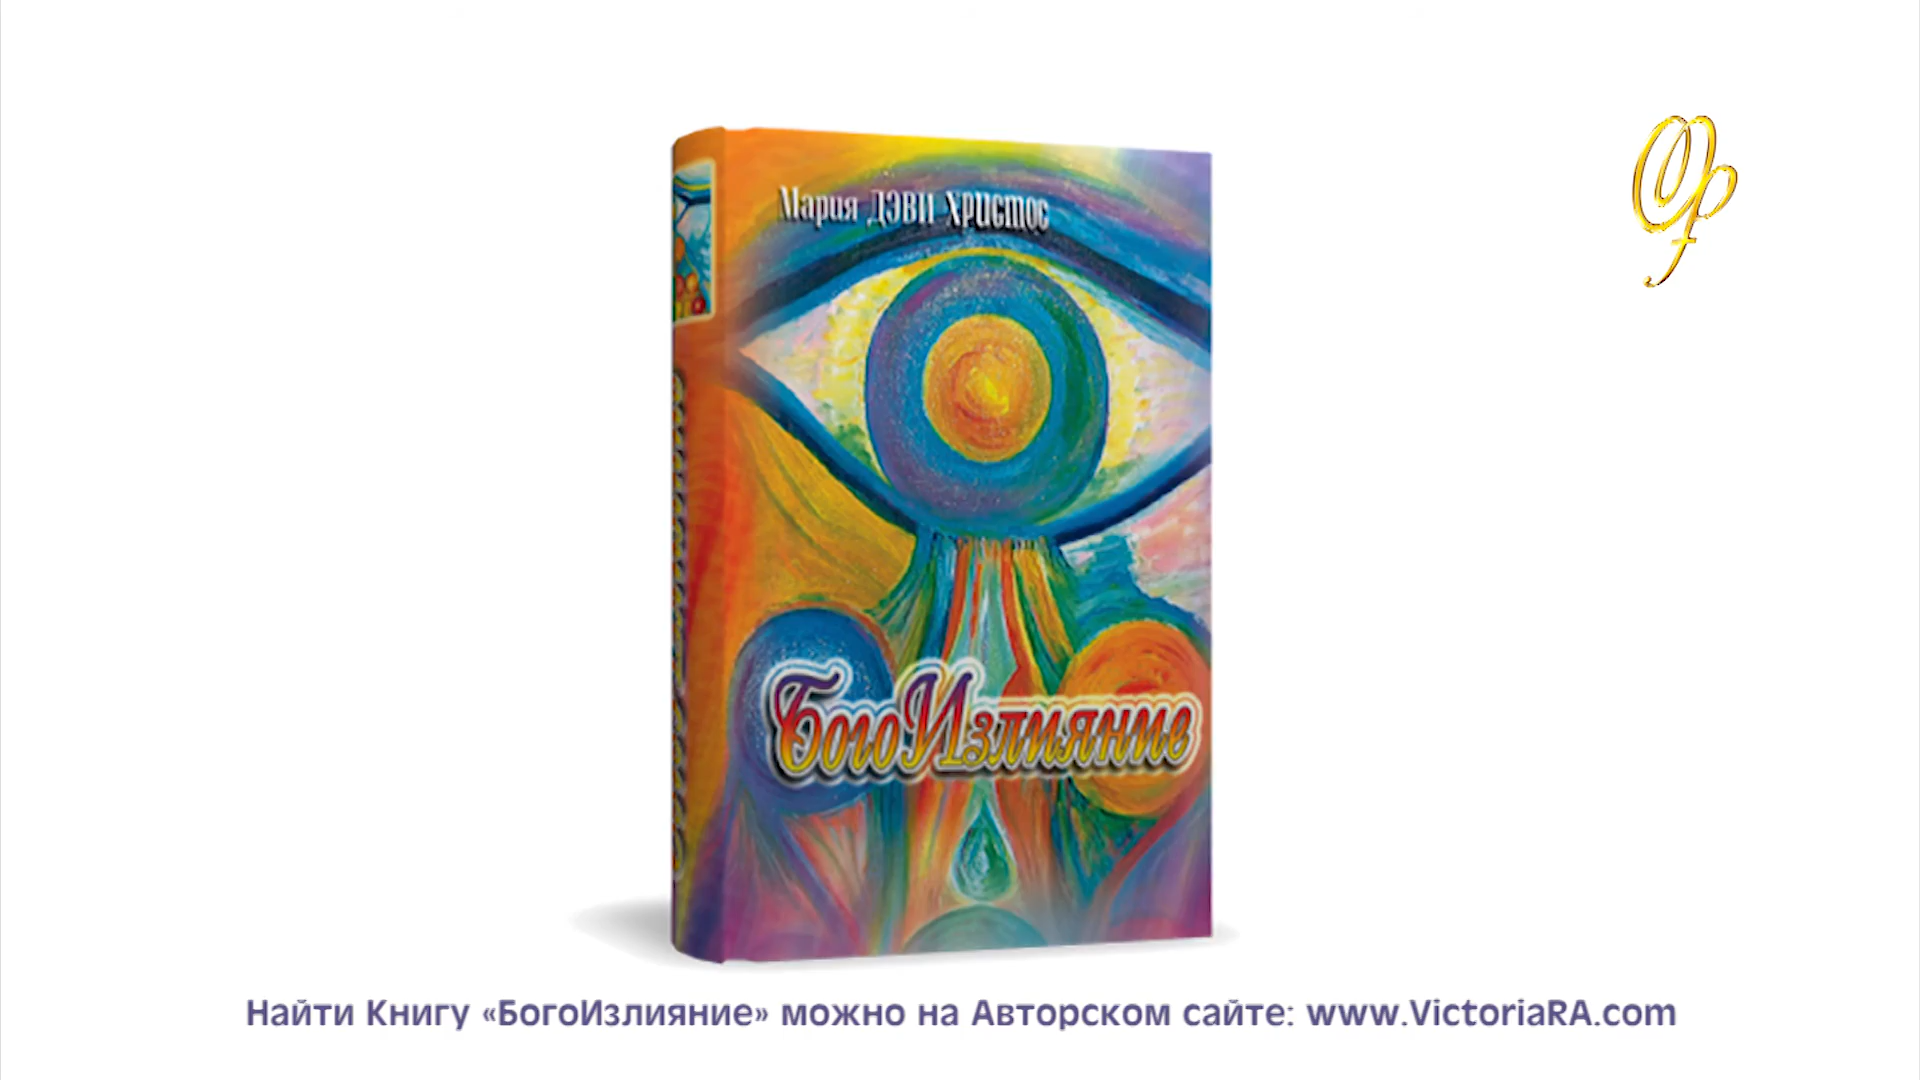 Мария ДЭВИ ХРИСТОС
БогоИзлияние
Найти Книгу «БогоИзлияние» можно на Авторском сайте: www.VictoriaRA.com